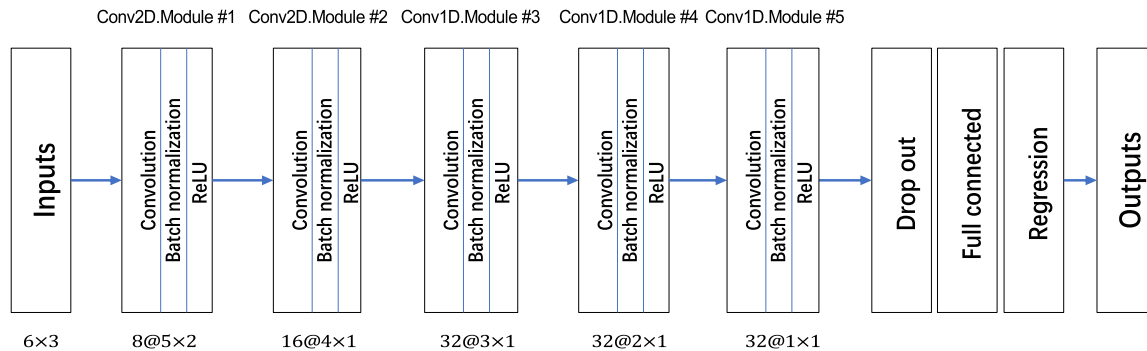 Conv2D.Module #1
Conv2D.Module #2
Conv1D.Module #3
Conv1D.Module #4
Conv1D.Module #5
Inputs
Convolution
Batch normalization
ReLU
Convolution
Batch normalization
ReLU
Convolution
Batch normalization
ReLU
Convolution
Batch normalization
ReLU
Convolution
Batch normalization
ReLU
Drop out
Full connected
Regression
Outputs
6×3
8@5×2
16@4×1
32@3×1
32@2×1
32@1×1